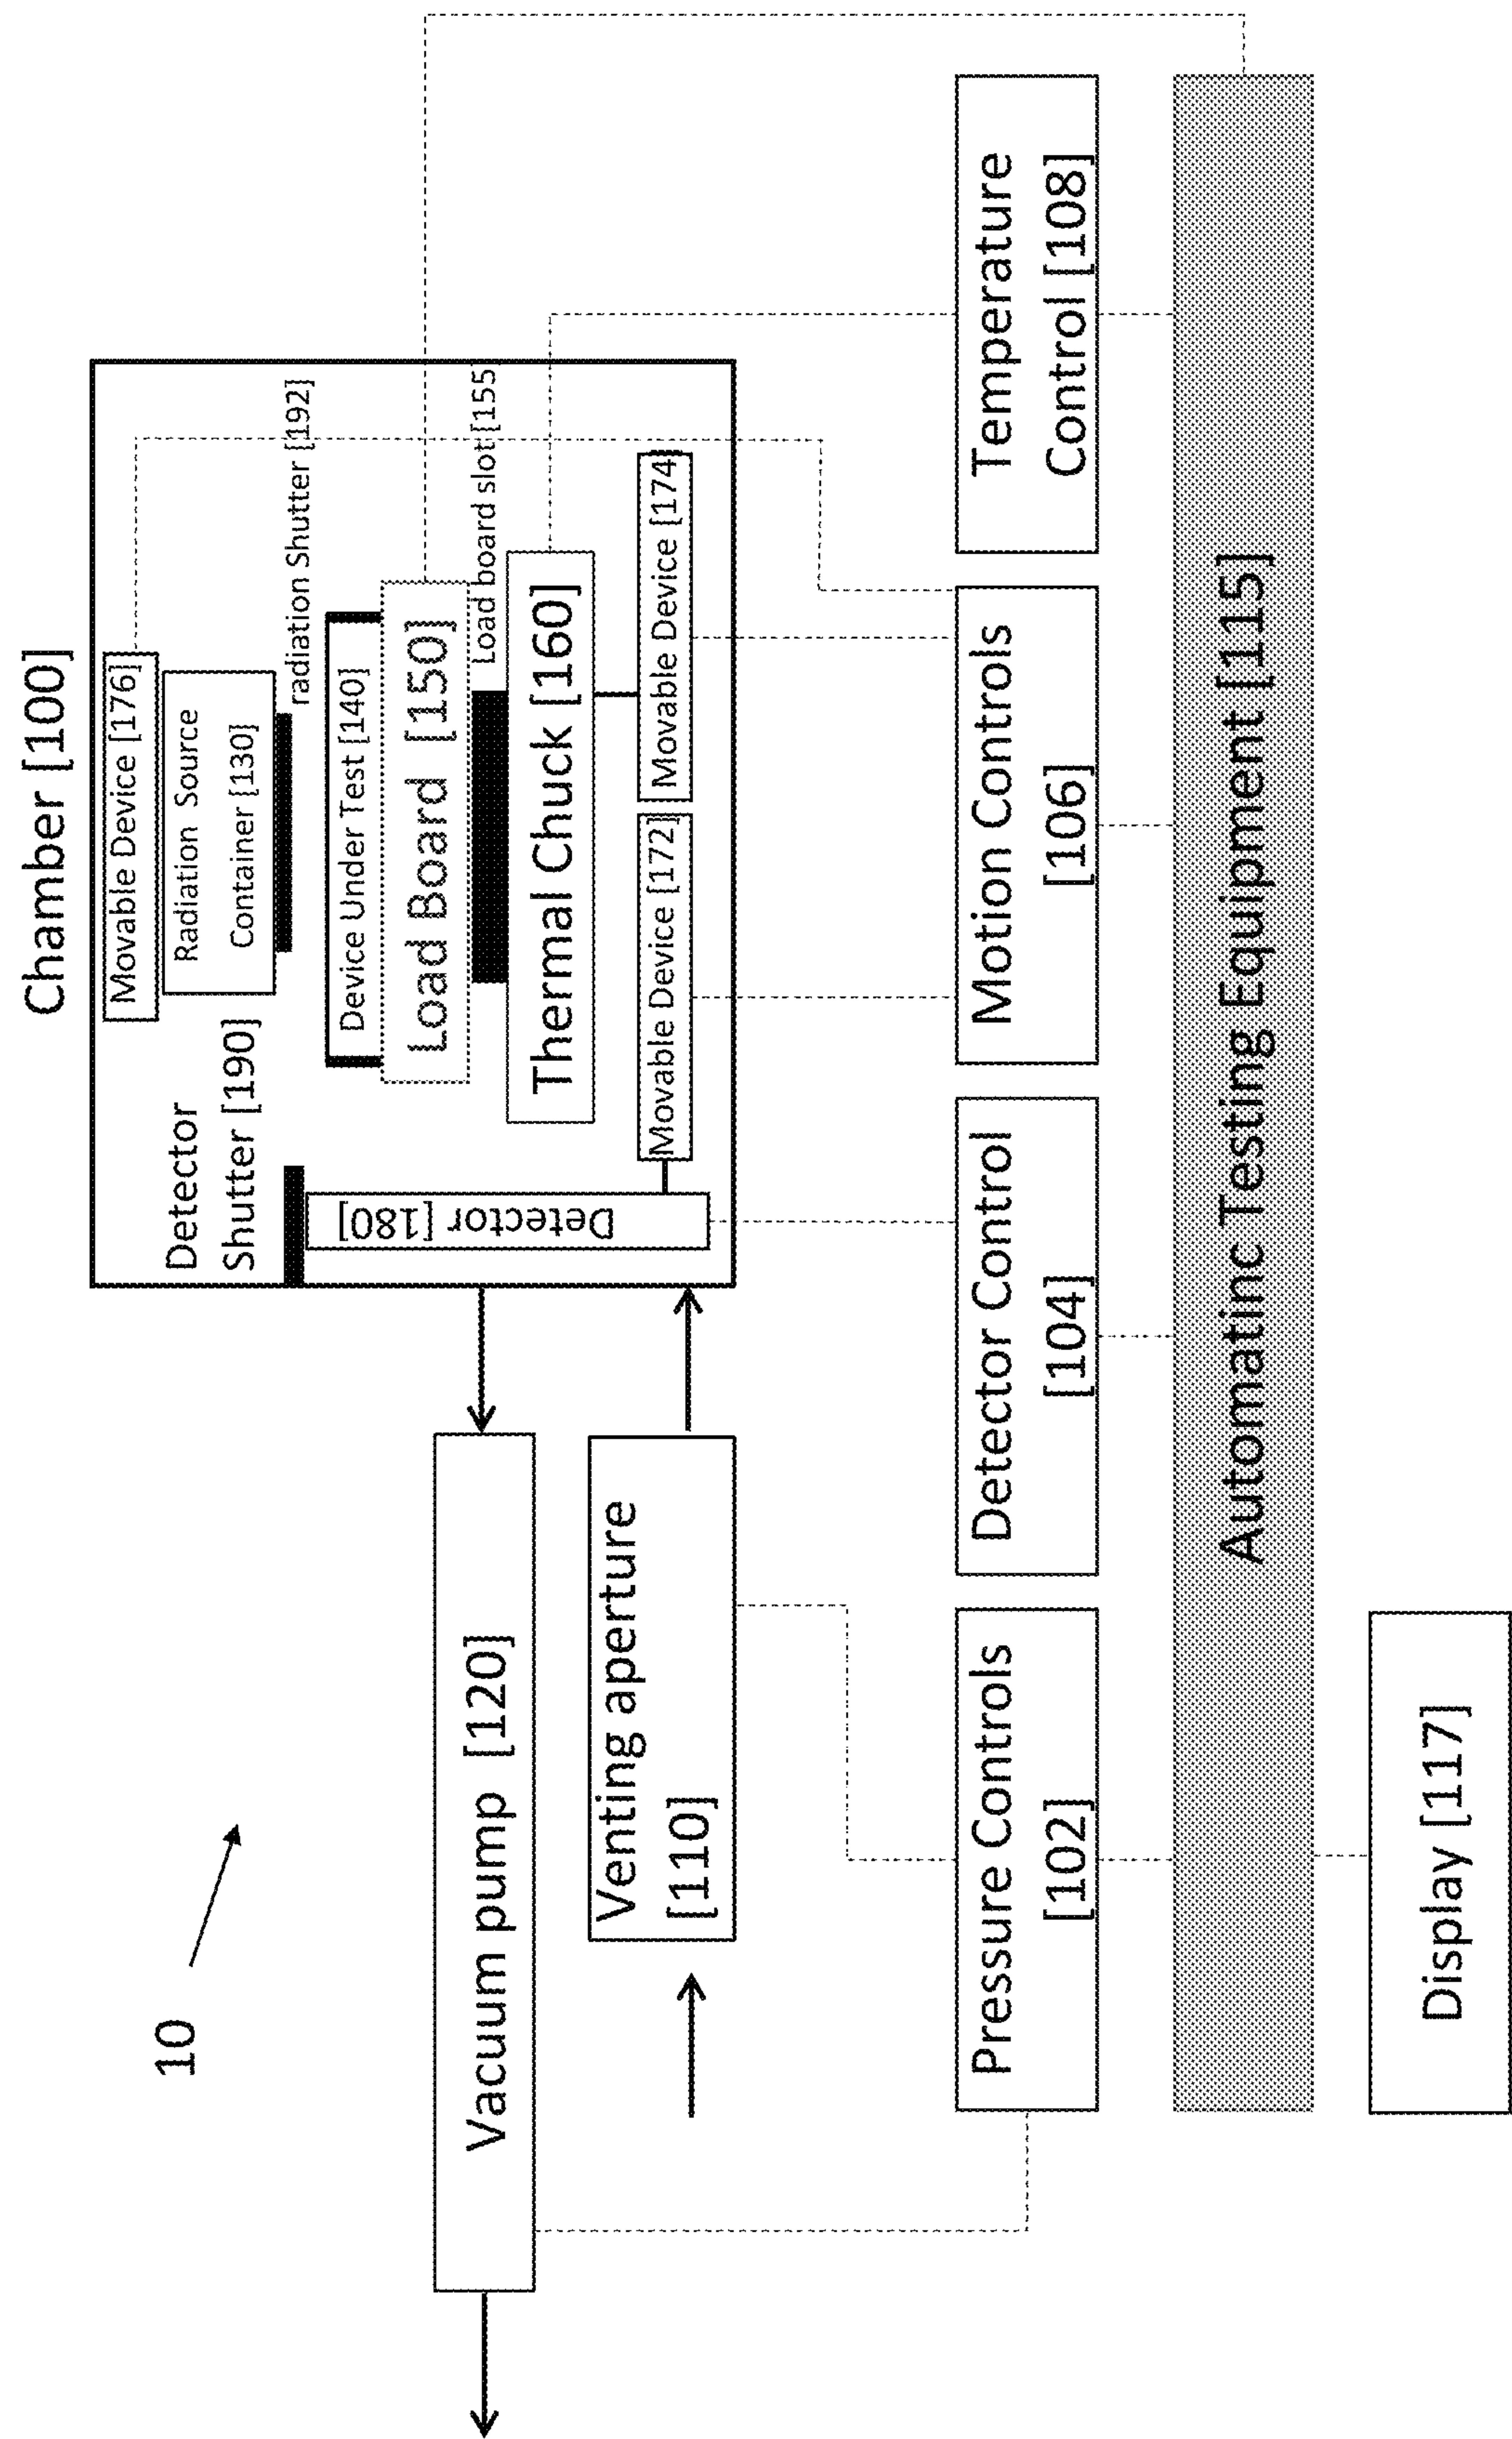 10
Chamber [100]
Movable Device [176]
Radiation Source
Container [130]
Detector
Shutter [190]
radiation Shutter [192]
Device Under Test [140]
Load Board [150]
Load board slot [155
Thermal Chuck [160]
Detector [180]
Movable Device [172]
Movable Device [174]
Vacuum pump [120]
Venting aperture
[110]
Pressure Controls
[102]
Detector Control
[104]
Motion Controls
[106]
Temperature
Control [108]
Automatinc Testing Equipment [115]
Display [117]